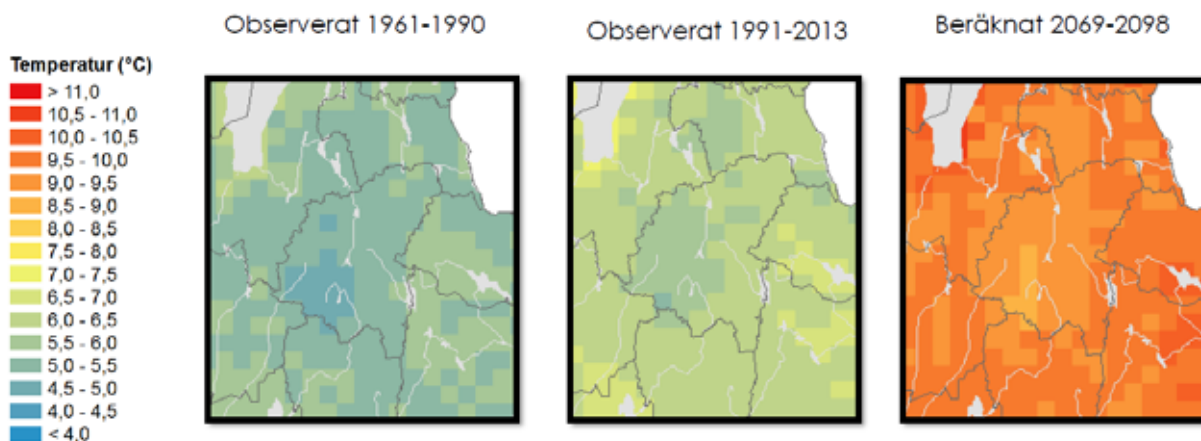 Observerat 1961-1990
Observerat 1991-2013
Beräknat 2069-2098
Temperatur (°C)
> 11,0
10,5 - 11,0
10,0 - 10,5
9,5 - 10,0
9,0 - 9,5
8,5 - 9,0
8,0 - 8,5
7,5 - 8,0
7,0 - 7,5
6,5 - 7,0
6,0 - 6,5
5,5 - 6,0
5,0 - 5,5
4,5 - 5,0
4,0 - 4,5
< 4,0